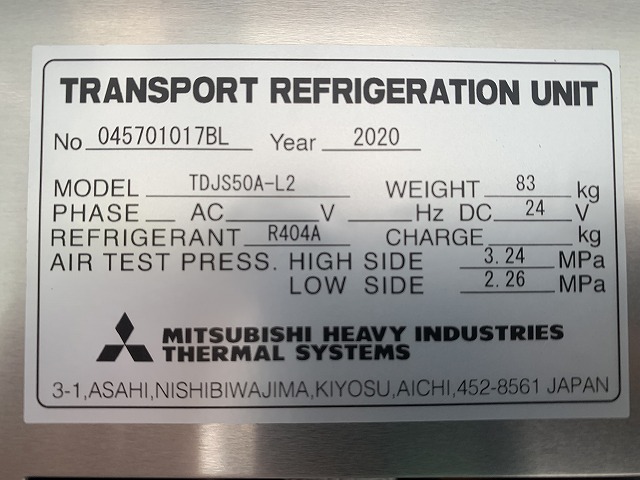 TRANSPORT REFRIGERATION UNIT
No 045701017BL Year 2020
MODEL TDJS50A-L2 WEIGHT 83 kg
PHASE AC V Hz DC 24 V
REFRIGERANT R404A CHARGE kg
AIR TEST PRESS. HIGH SIDE 3.24 MPa
LOW SIDE 2.26 MPa
MITSUBISHI HEAVY INDUSTRIES
THERMAL SYSTEMS
3-1,ASAHI,NISHIBIWAJIMA,KIYOSU,AICHI,452-8561 JAPAN